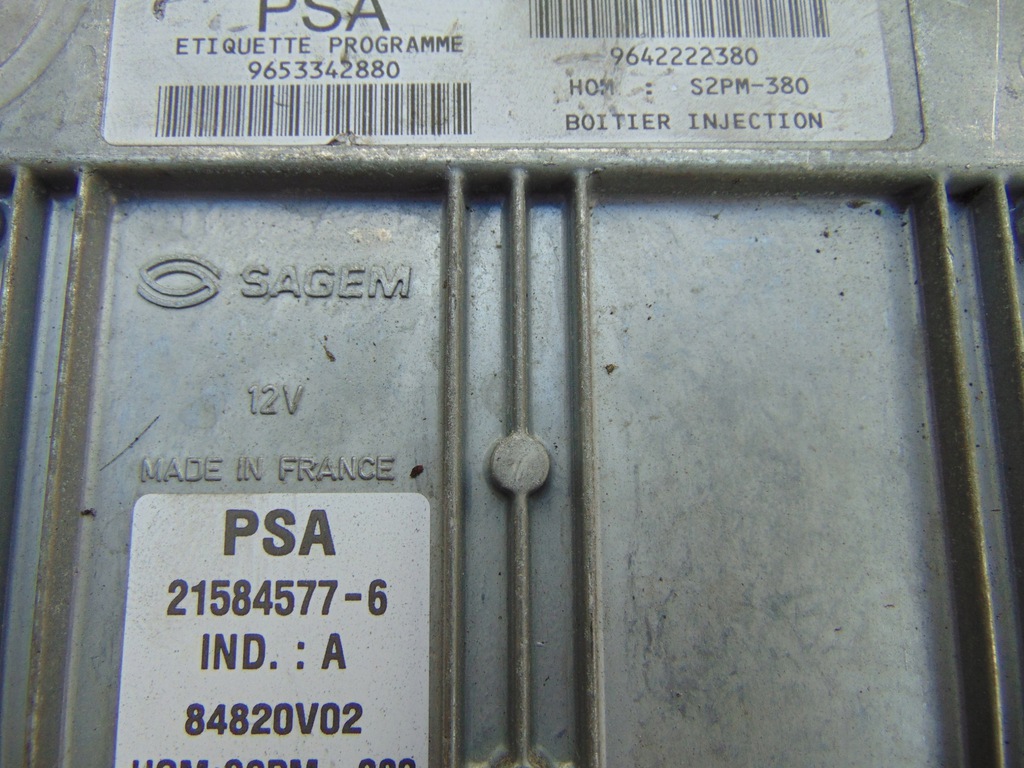 PSA
ETIQUETTE PROGRAMME
9653342880
9642222380
HOM : S2PM-380
BOITIER INJECTION
SAGEM
12V
MADE IN FRANCE
PSA
21584577-6
IND. : A
84820V02